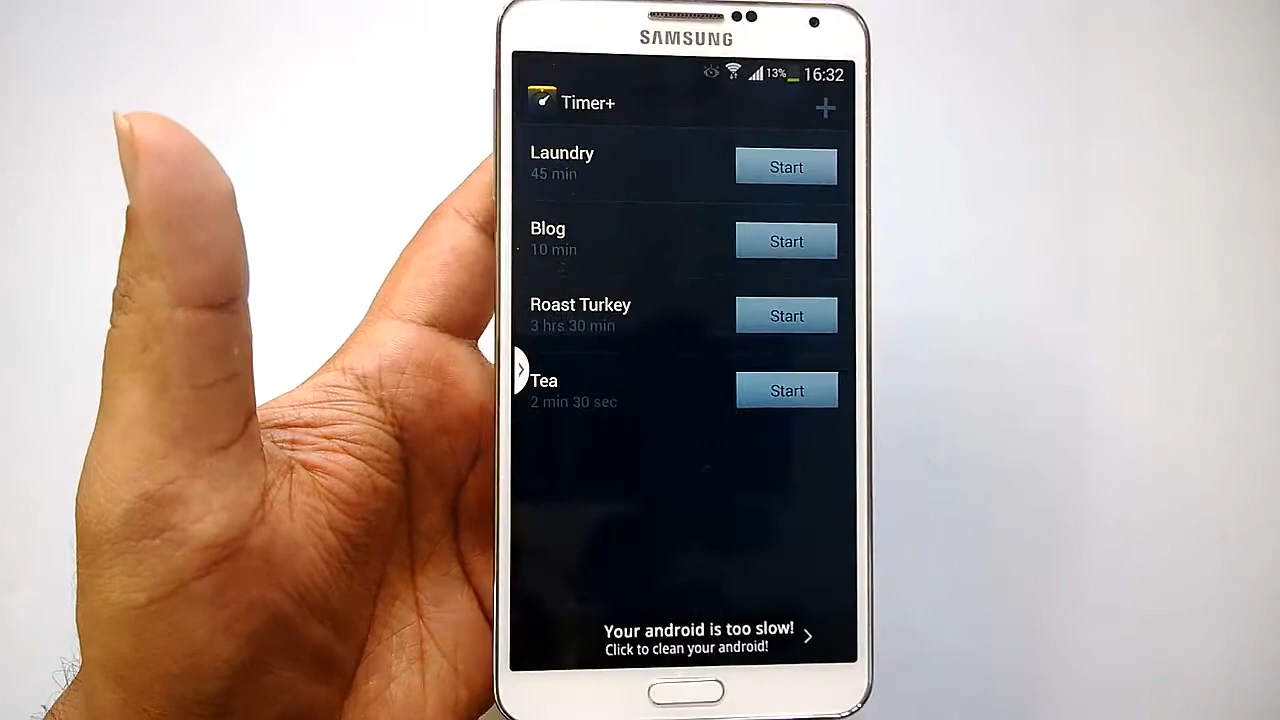 SAMSUNG
13% 16:32
Timer+
Laundry
45 min
Start
Blog
10 min
Start
Roast Turkey
3 hrs 30 min
Start
Tea
2 min 30 sec
Start
Your android is too slow!
Click to clean your android!